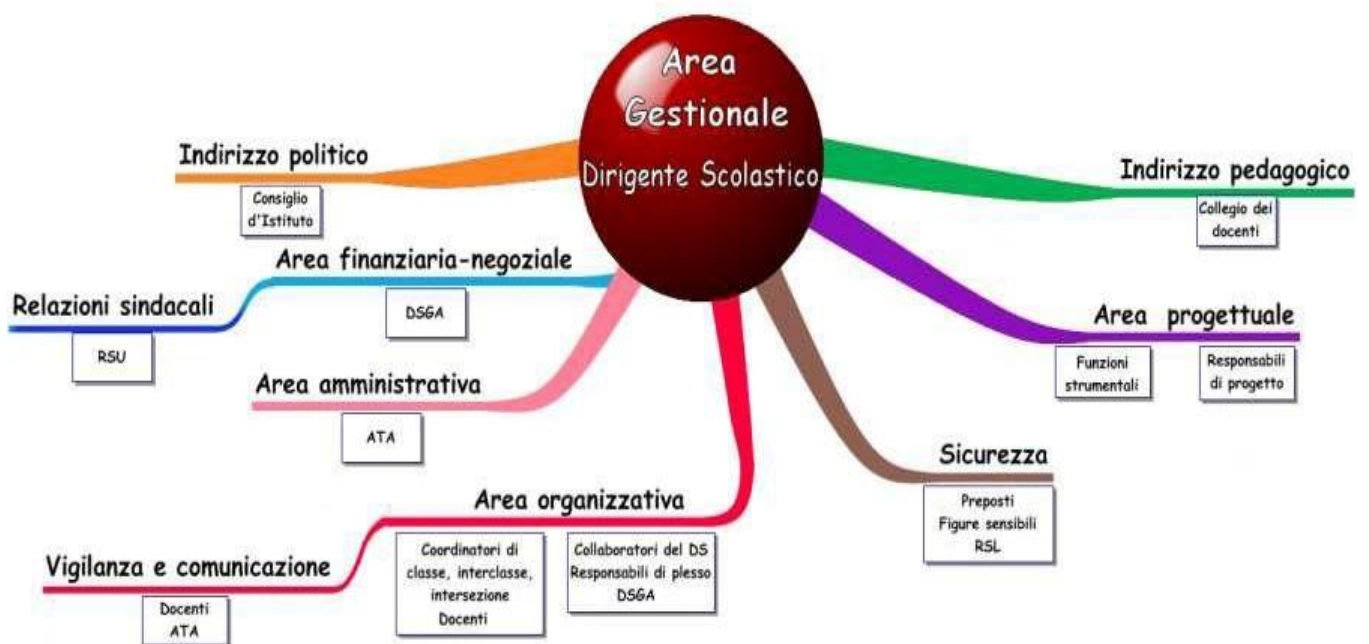 Area
Gestionale
Dirigente Scolastico
Indirizzo politico
Consiglio
d'Istituto
Area finanziaria-negoziale
DSGA
Relazioni sindacali
RSU
Area amministrativa
ATA
Area organizzativa
Coordinatori di
classe, interclasse,
intersezione
Docenti
Collaboratori del DS
Responsabili di plesso
DSGA
Vigilanza e comunicazione
Docenti
ATA
Indirizzo pedagogico
Collegio dei
docenti
Area progettuale
Funzioni
strumentali
Responsabili
di progetto
Sicurezza
Preposti
Figure sensibili
RSL